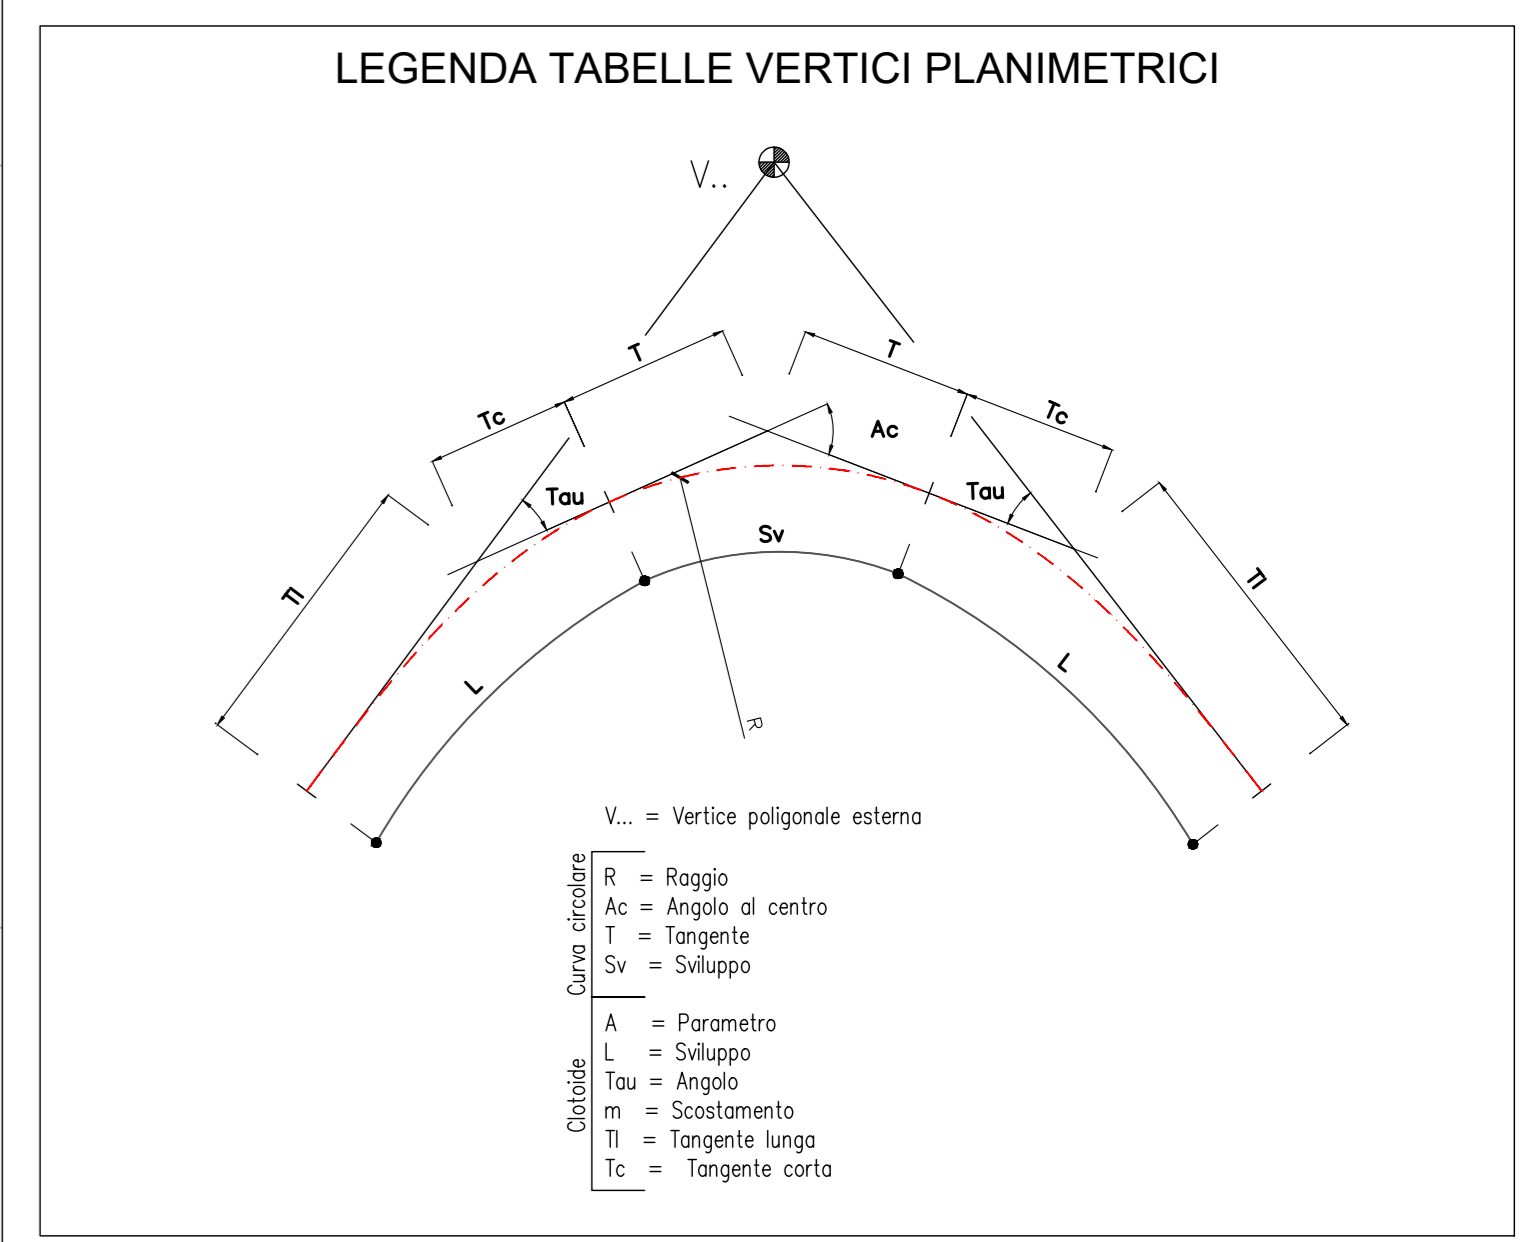 LEGENDA TABELLE VERTICI PLANIMETRICI
V..
T
T
Tc
Tc
Ac
Tau
Tau
Sv
Tl
Tl
L
L
R
V... = Vertice poligonale esterna
Curva circolare
R = Raggio
Ac = Angolo al centro
T = Tangente
Sv = Sviluppo
Clotoide
A = Parametro
L = Sviluppo
Tau = Angolo
m = Scostamento
Tl = Tangente lunga
Tc = Tangente corta